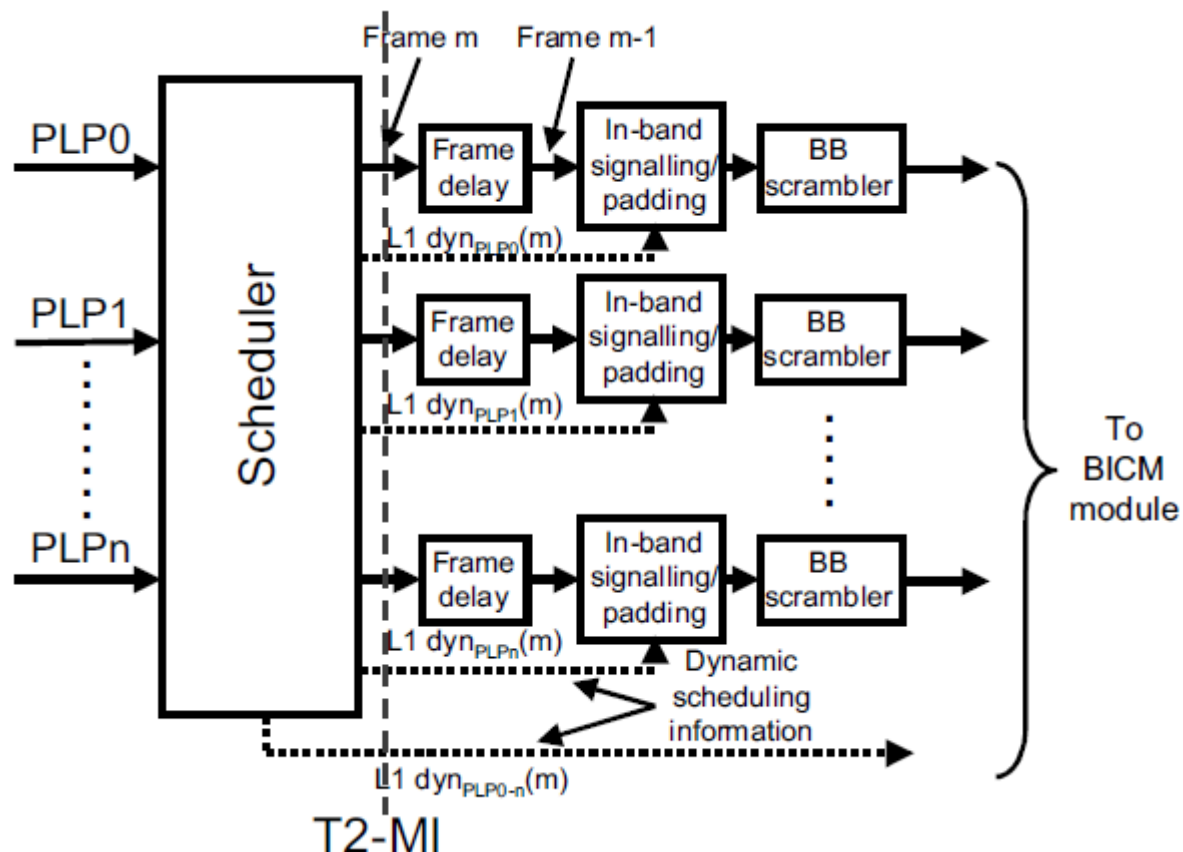 Frame m
Frame m-1
PLP0
Frame
delay
In-band
signalling/
padding
BB
scrambler
L1 dynPLP0(m)
Scheduler
PLP1
Frame
delay
In-band
signalling/
padding
BB
scrambler
L1 dynPLP1(m)
To
BICM
module
PLPn
Frame
delay
In-band
signalling/
padding
BB
scrambler
L1 dynPLPn(m)
Dynamic
scheduling
information
L1 dynPLP0-n(m)
T2-MI